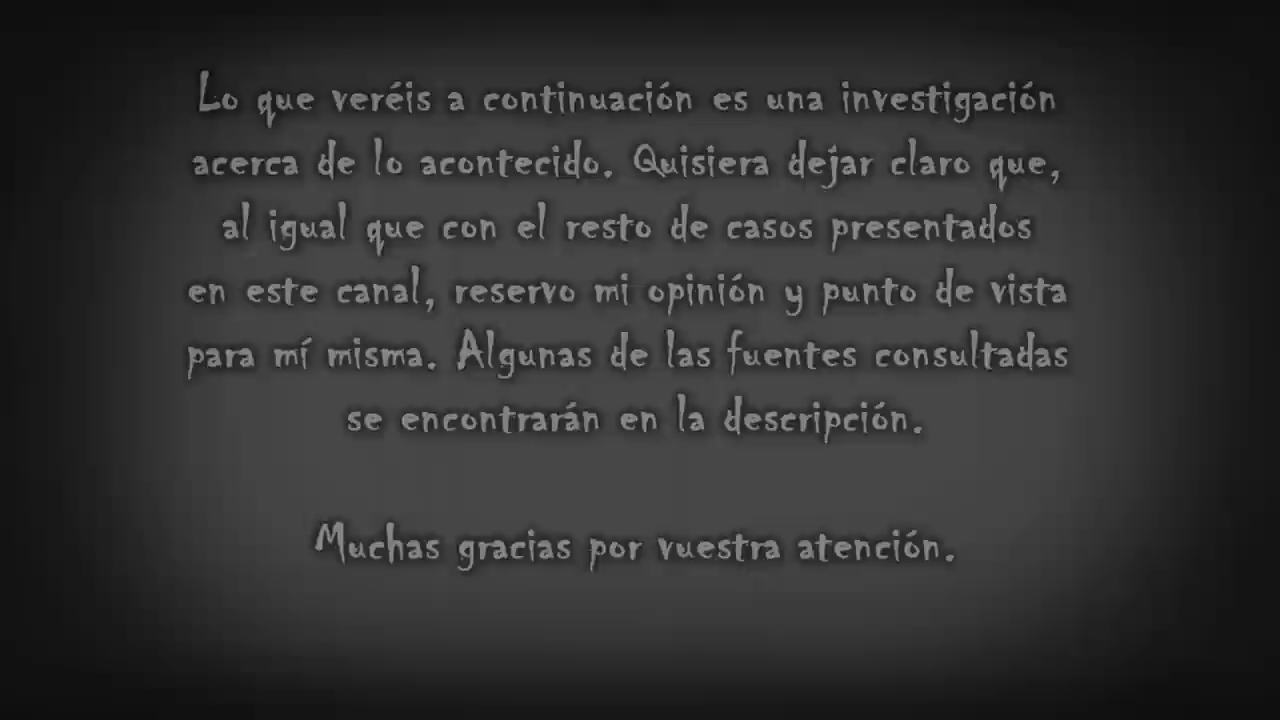 Lo que veréis a continuación es una investigación
acerca de lo acontecido. Quisiera dejar claro que,
al igual que con el resto de casos presentados
en este canal, reservo mi opinión y punto de vista
para mí misma. Algunas de las fuentes consultadas
se encontrarán en la descripción.
Muchas gracias por vuestra atención.